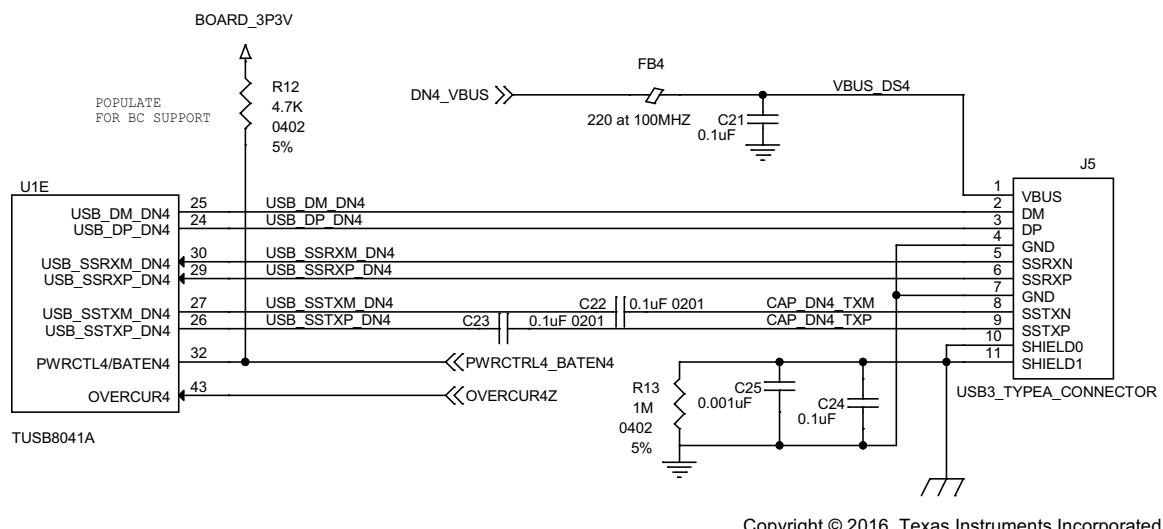 BOARD_3P3V
POPULATE
FOR BC SUPPORT
R12
4.7K
0402
5%
DN4_VBUS
FB4
220 at 100MHZ
C21
0.1uF
VBUS_DS4
J5
U1E
USB_DM_DN4
25
USB_DM_DN4
USB_DP_DN4
24
USB_DP_DN4
USB_SSRXM_DN4
30
USB_SSRXM_DN4
USB_SSRXP_DN4
29
USB_SSRXP_DN4
USB_SSTXM_DN4
27
USB_SSTXM_DN4
C22
0.1uF 0201
CAP_DN4_TXM
USB_SSTXP_DN4
26
USB_SSTXP_DN4
C23
0.1uF 0201
CAP_DN4_TXP
PWRCTL4/BATEN4
32
PWRCTRL4_BATEN4
OVERCUR4
43
OVERCUR4Z
TUSB8041A
1
VBUS
2
DM
3
DP
4
GND
5
SSRXN
6
SSRXP
7
GND
8
SSTXN
9
SSTXP
10
SHIELD0
11
SHIELD1
USB3_TYPEA_CONNECTOR
R13
1M
0402
5%
C25
0.001uF
C24
0.1uF
Copyright © 2016, Texas Instruments Incorporated